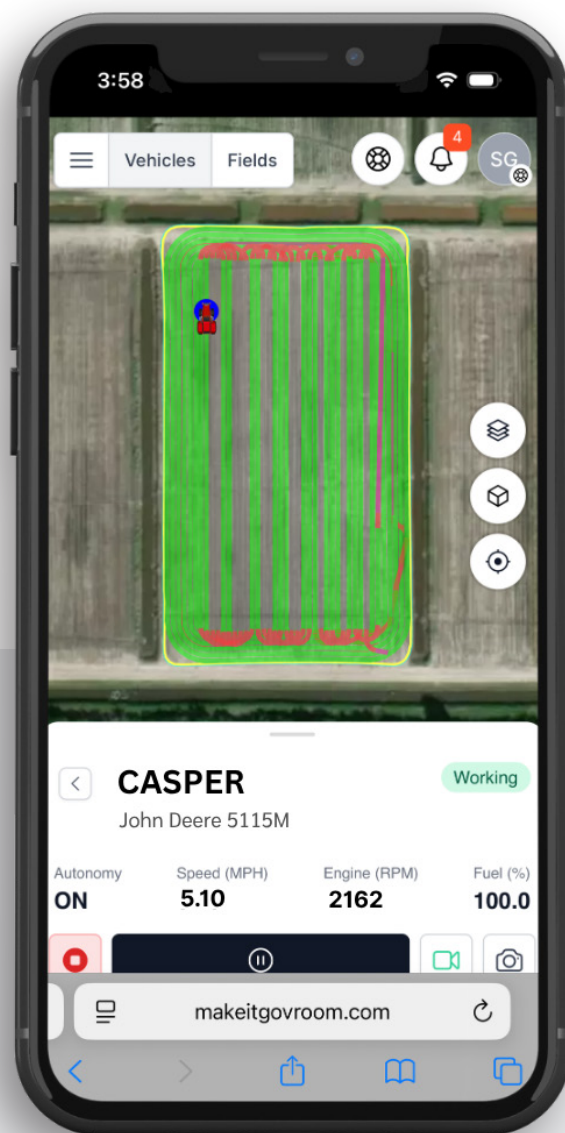 3:58
Vehicles Fields 4 SG
CASPER Working
John Deere 5115M
Autonomy Speed (MPH) Engine (RPM) Fuel (%)
ON 5.10 2162 100.0
makeitgovroom.com